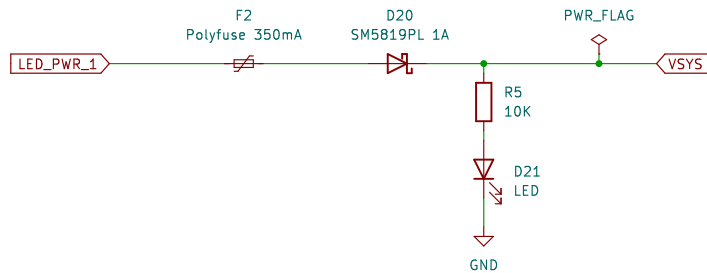 F2
Polyfuse 350mA
D20
SM5819PL 1A
PWR_FLAG
LED_PWR_1
VSYS
R5
10K
D21
LED
GND